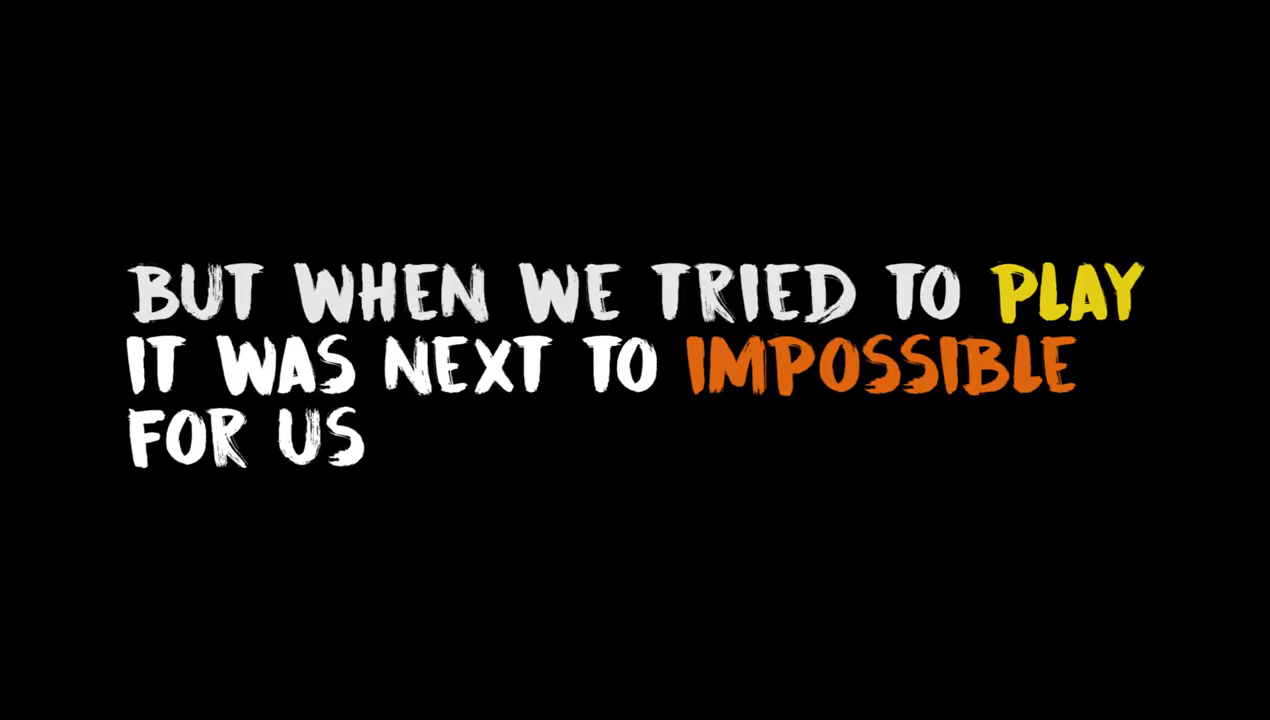 BUT WHEN WE TRIED TO PLAY
IT WAS NEXT TO IMPOSSIBLE
FOR US